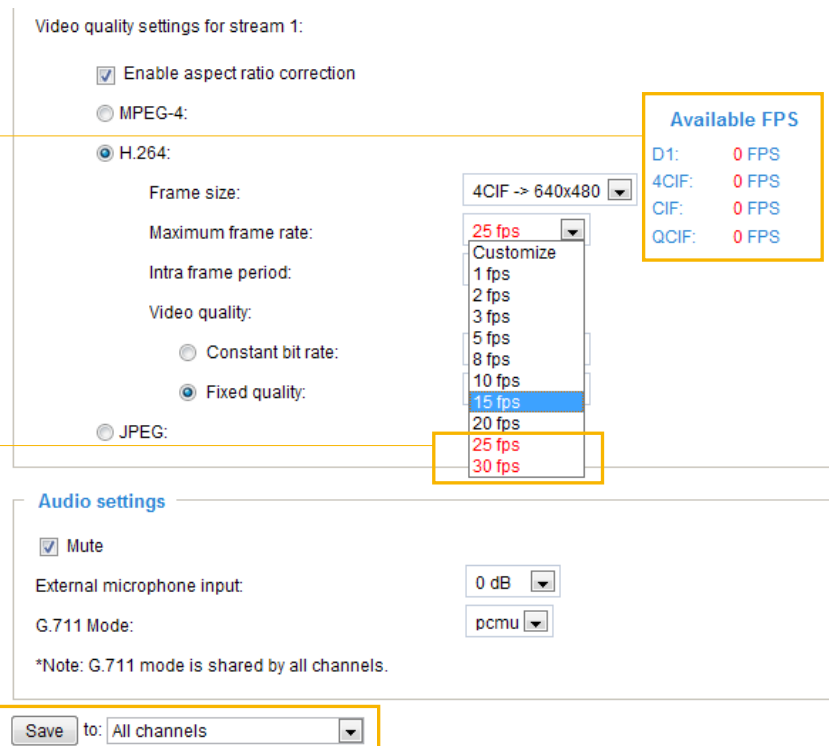 Video quality settings for stream 1:
Enable aspect ratio correction
MPEG-4:
H.264:
Frame size:
4CIF -> 640x480
Maximum frame rate:
25 fps
Customize
1 fps
2 fps
3 fps
5 fps
8 fps
10 fps
15 fps
20 fps
25 fps
30 fps
Intra frame period:
Video quality:
Constant bit rate:
Fixed quality:
JPEG:
Available FPS
D1: 0 FPS
4CIF: 0 FPS
CIF: 0 FPS
QCIF: 0 FPS
Audio settings
Mute
External microphone input: 0 dB
G.711 Mode: pcmu
*Note: G.711 mode is shared by all channels.
Save to: All channels